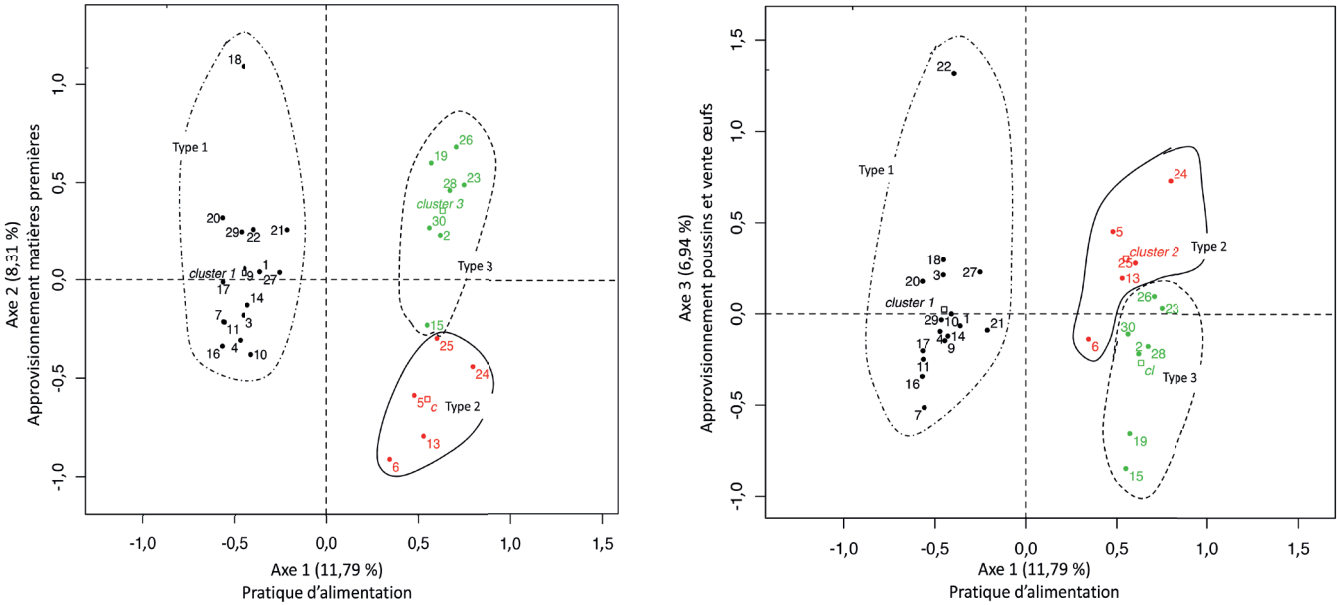 Axe 2 (8,31 %)
Approvisionnement matières premières
1,0
0,5
0,0
-0,5
-1,0
18
Type 1
20
29 22 21
cluster 1 9 1
27
17
14
7
11 3
16 4 10
26
19
28 23
cluster 3
30
2
Type 3
15
25
24
5 c Type 2
13
6
-1,0 -0,5 0,0 0,5 1,0 1,5
Axe 1 (11,79 %)
Pratique d'alimentation
Axe 3 (6,94 %)
Approvisionnement poussins et vente œufs
1,5
1,0
0,5
0,0
-0,5
-1,0
22
Type 1
18
20 3 27
cluster 1
29 10 1 21
4 14
17 9
11
16
7
24
5
cluster 2 Type 2
25
13
6
26 23
30
2 28
cl Type 3
19
15
-1,0 -0,5 0,0 0,5 1,0 1,5
Axe 1 (11,79 %)
Pratique d'alimentation